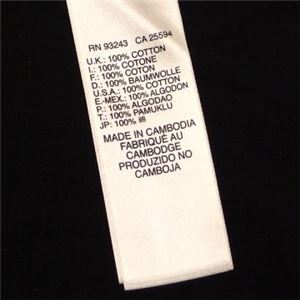 RN 93243 CA 25594
U.K.: 100% COTTON
I.: 100% COTONE
F.: 100% COTON
D.: 100% BAUMWOLLE
U.S.A.: 100% COTTON
E-MEX.: 100% ALGODON
P.: 100% ALGODAO
T.: 100% PAMUKLU
JP: 100% 綿
MADE IN CAMBODIA
FABRIQUÉ AU
CAMBODGE
PRODUZIDO NO
CAMBOJA